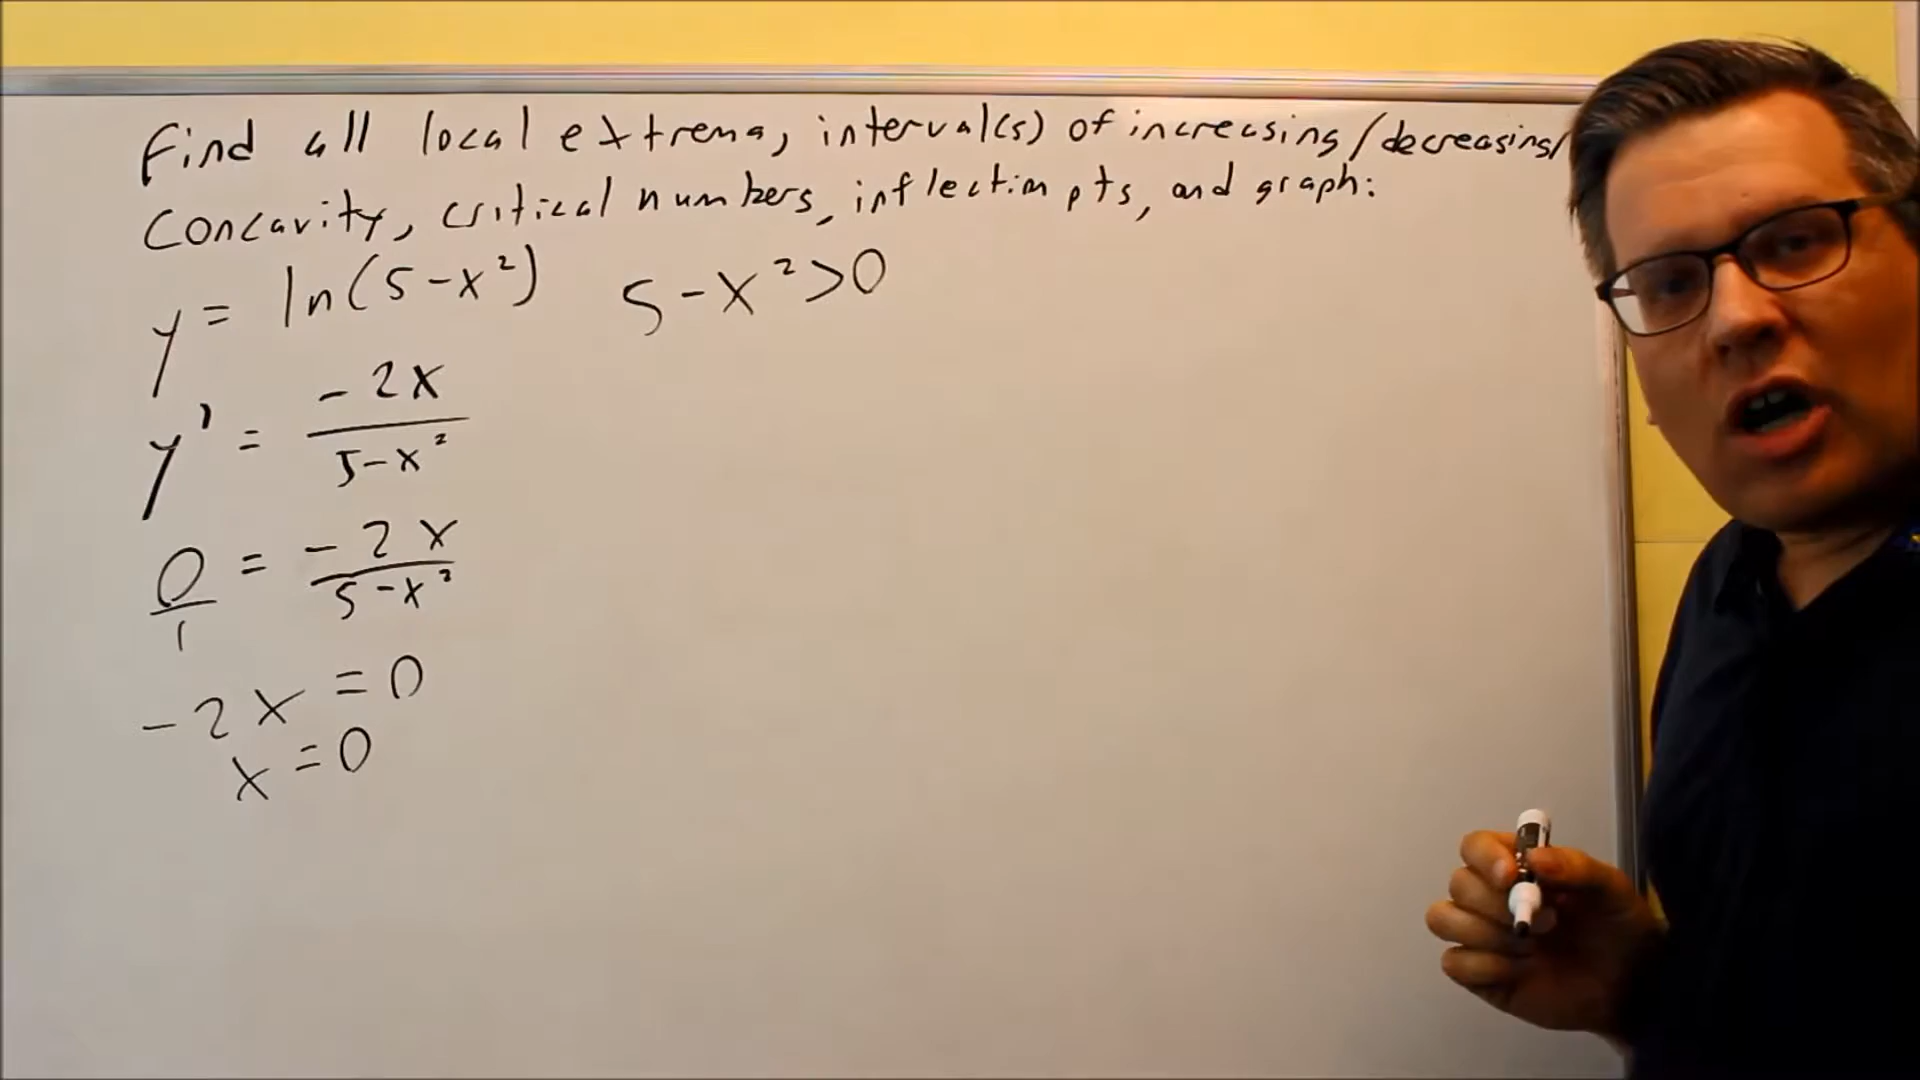 Find all local extrema, interval(s) of increasing/decreasing/
concavity, critical numbers, inflection pts, and graph:
y = ln(5-x²) 5-x²>0
y' = -2x / 5-x²
0/1 = -2x / 5-x²
-2x = 0
x = 0